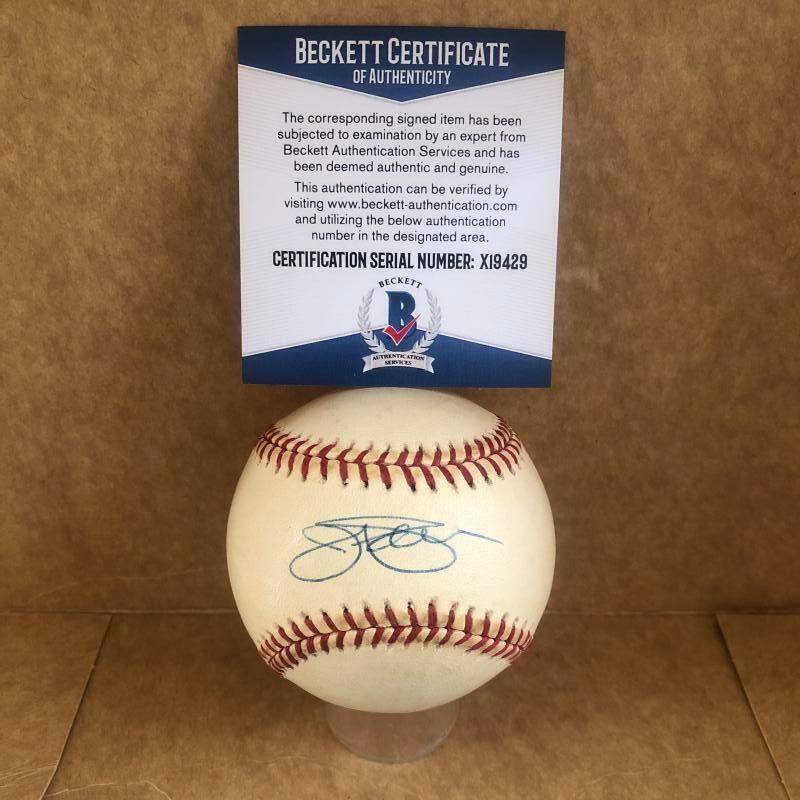 BECKETT CERTIFICATE
OF AUTHENTICITY
The corresponding signed item has been
subjected to examination by an expert from
Beckett Authentication Services and has
been deemed authentic and genuine.
This authentication can be verified by
visiting www.beckett-authentication.com
and utilizing the below authentication
number in the designated area.
CERTIFICATION SERIAL NUMBER: X19429
BECKETT
B
AUTHENTICATION
SERVICES